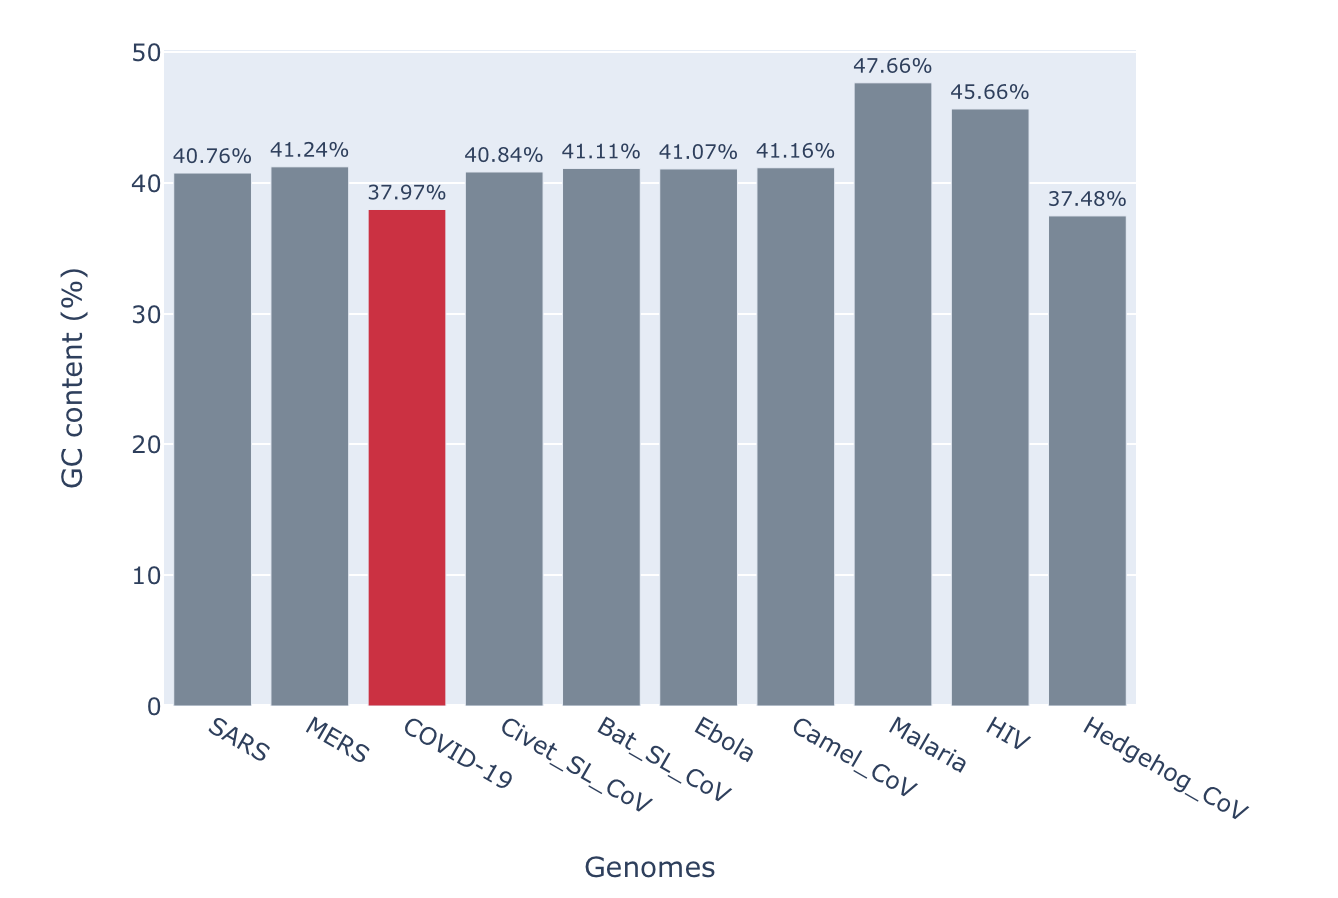 50
40
30
20
10
0
GC content (%)
40.76%
41.24%
37.97%
40.84%
41.11%
41.07%
41.16%
47.66%
45.66%
37.48%
SARS
MERS
COVID-19
Civet_SL_CoV
Bat_SL_CoV
Ebola
Camel_CoV
Malaria
HIV
Hedgehog_CoV
Genomes